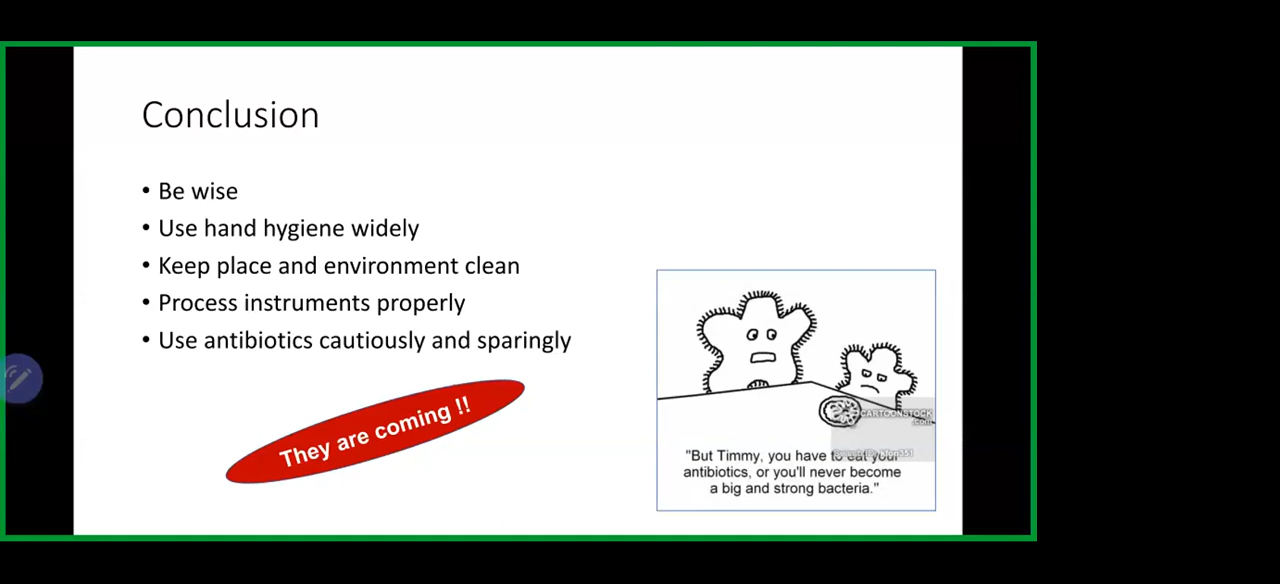 Conclusion
• Be wise
• Use hand hygiene widely
• Keep place and environment clean
• Process instruments properly
• Use antibiotics cautiously and sparingly
They are coming !!
CARTOONSTOCK
.com
"But Timmy, you have to eat your
antibiotics, or you'll never become
a big and strong bacteria."